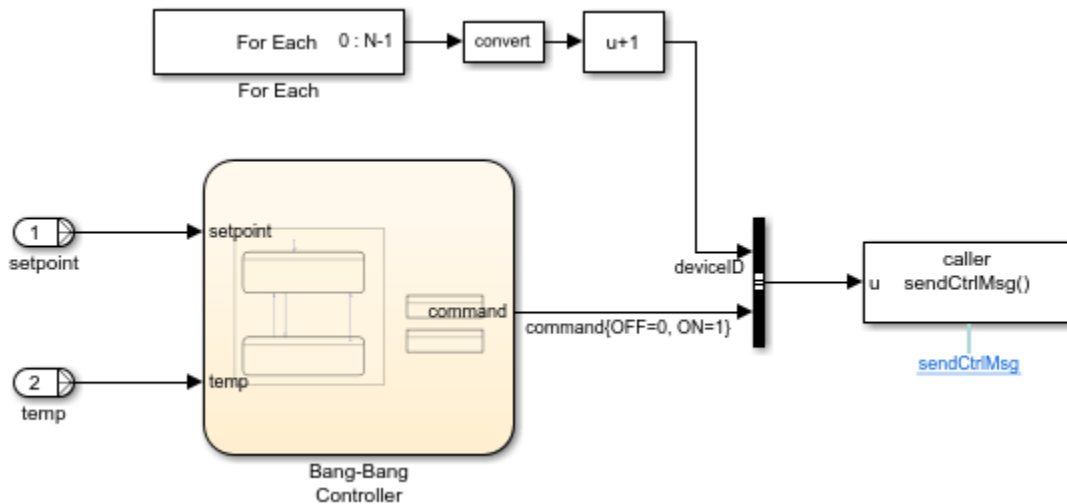 For Each 0 : N-1
For Each
convert
u+1
1
setpoint
setpoint
2
temp
temp
command
Bang-Bang
Controller
deviceID
command{OFF=0, ON=1}
caller
u sendCtrlMsg()
sendCtrlMsg